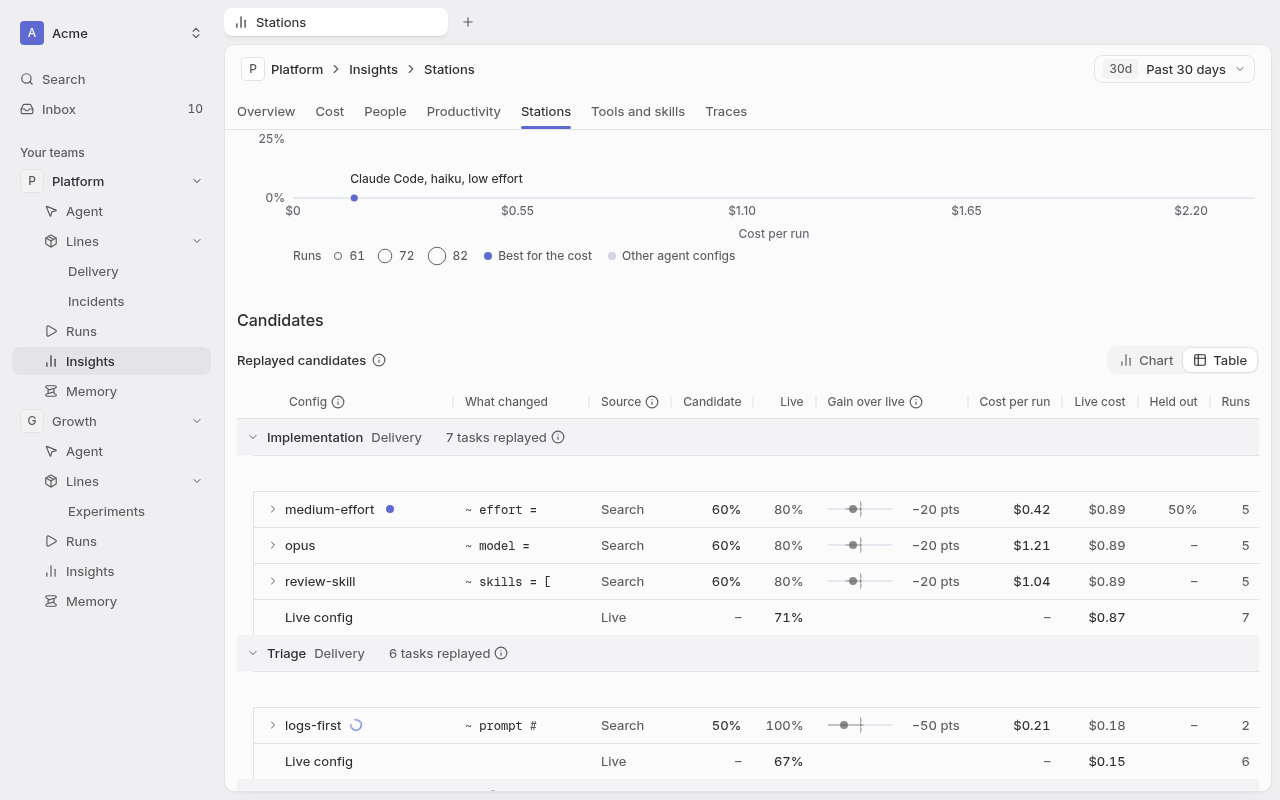 A Acme
Search
Inbox 10
Your teams
P Platform
Agent
Lines
Delivery
Incidents
Runs
Insights
Memory
G Growth
Agent
Lines
Experiments
Runs
Insights
Memory
Stations
P Platform > Insights > Stations
30d Past 30 days
Overview Cost People Productivity Stations Tools and skills Traces
25%
Claude Code, haiku, low effort
0%
$0 $0.55 $1.10 $1.65 $2.20
Cost per run
Runs 61 72 82 Best for the cost Other agent configs
Candidates
Replayed candidates
Chart Table
Config What changed Source Candidate Live Gain over live Cost per run Live cost Held out Runs
Implementation Delivery 7 tasks replayed
medium-effort ~ effort = Search 60% 80% −20 pts $0.42 $0.89 50% 5
opus ~ model = Search 60% 80% −20 pts $1.21 $0.89 – 5
review-skill ~ skills = [ Search 60% 80% −20 pts $1.04 $0.89 – 5
Live config Live – 71% – $0.87 7
Triage Delivery 6 tasks replayed
logs-first ~ prompt # Search 50% 100% −50 pts $0.21 $0.18 – 2
Live config Live – 67% – $0.15 6